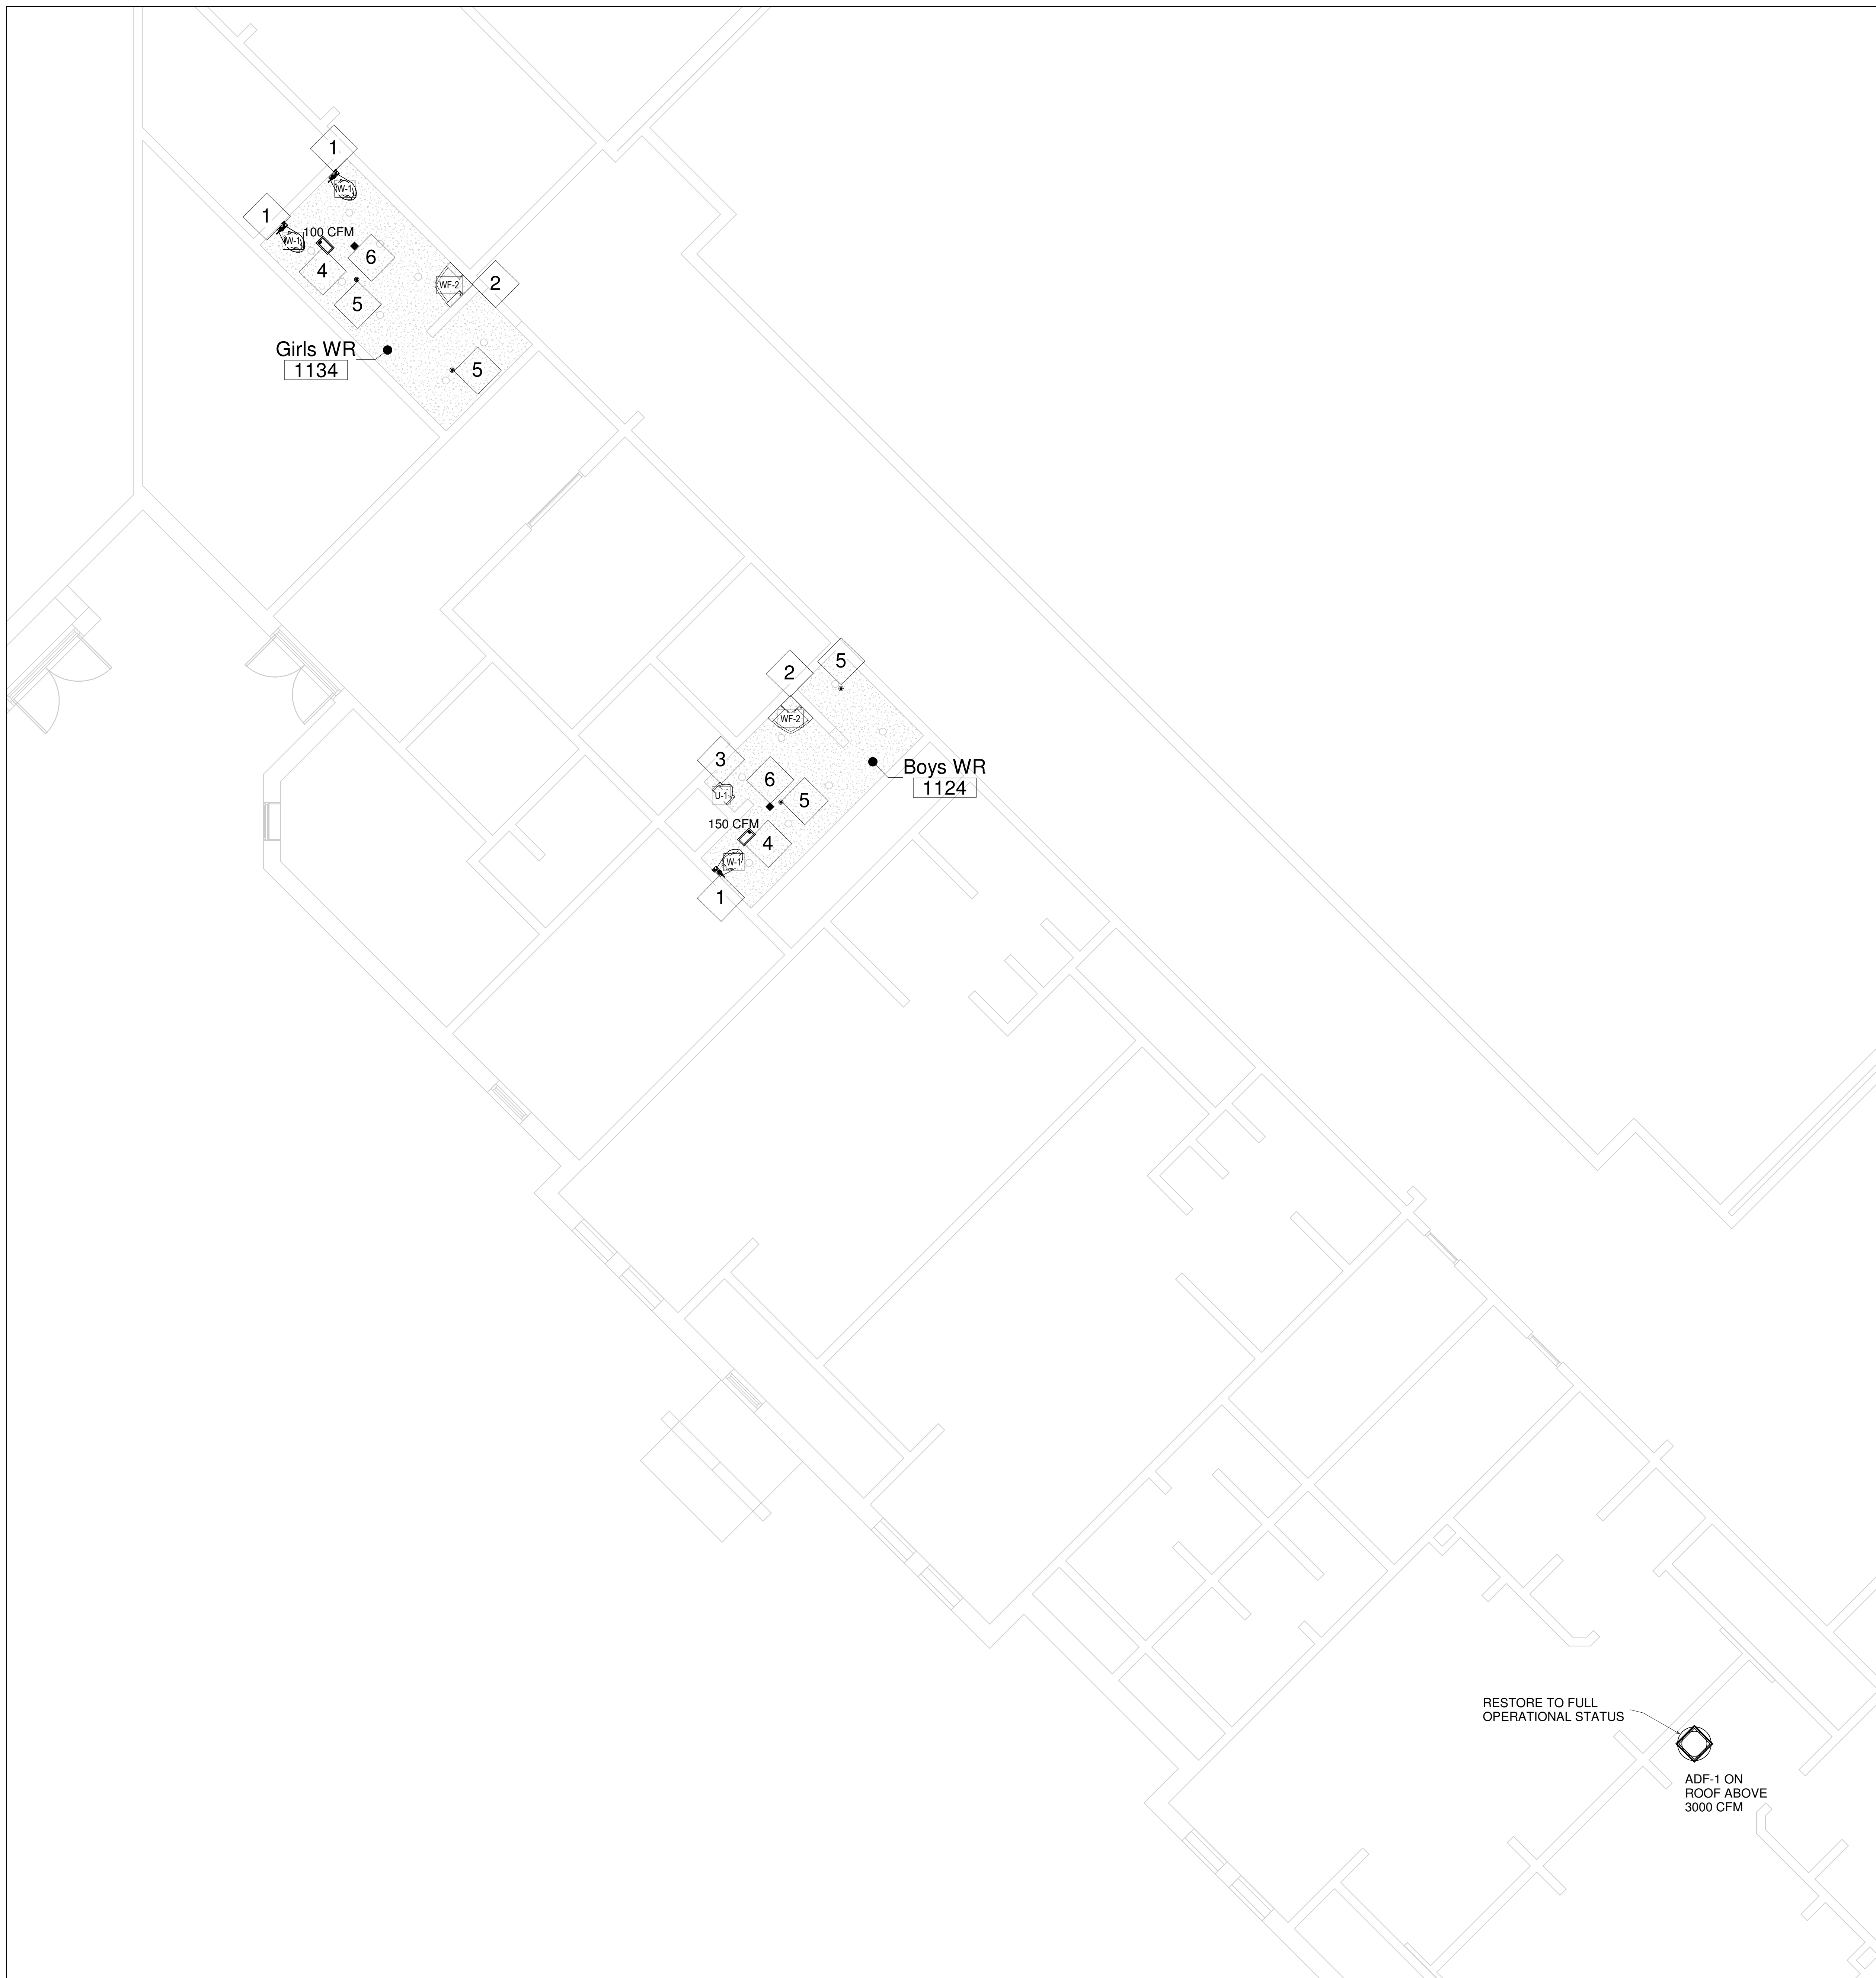 1
W-1
1
W-1
100 CFM
6
4
WF-2
2
5
Girls WR
1134
5
5
2
WF-2
3
Boys WR
6
1124
U-1
5
150 CFM
4
W-1
1
RESTORE TO FULL
OPERATIONAL STATUS
ADF-1 ON
ROOF ABOVE
3000 CFM